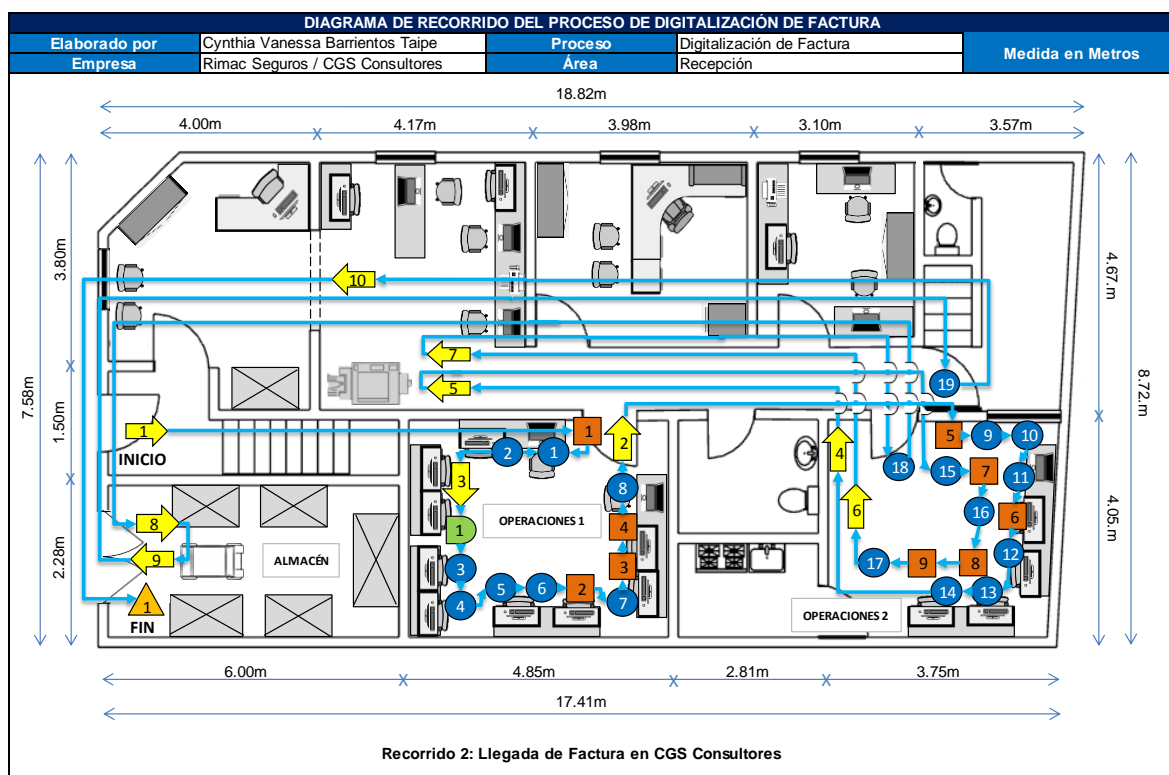 DIAGRAMA DE RECORRIDO DEL PROCESO DE DIGITALIZACIÓN DE FACTURA
Elaborado por Cynthia Vanessa Barrientos Taipe Proceso Digitalización de Factura Medida en Metros
Empresa Rimac Seguros / CGS Consultores Área Recepción
18.82m
4.00m 4.17m 3.98m 3.10m 3.57m
3.80m
4.67.m
10
7
19
5
7.58m
8.72m
1.50m
1
INICIO
1
2
5 9 10
2 1
4
3
18 15 7 11
8
8 1 OPERACIONES 1 4 6 16 6
2.28m
4.05.m
9 ALMACÉN 3 3 17 9 8 12
5 6 2
1 4 7 14 13
FIN
OPERACIONES 2
6.00m 4.85m 2.81m 3.75m
17.41m
Recorrido 2: Llegada de Factura en CGS Consultores